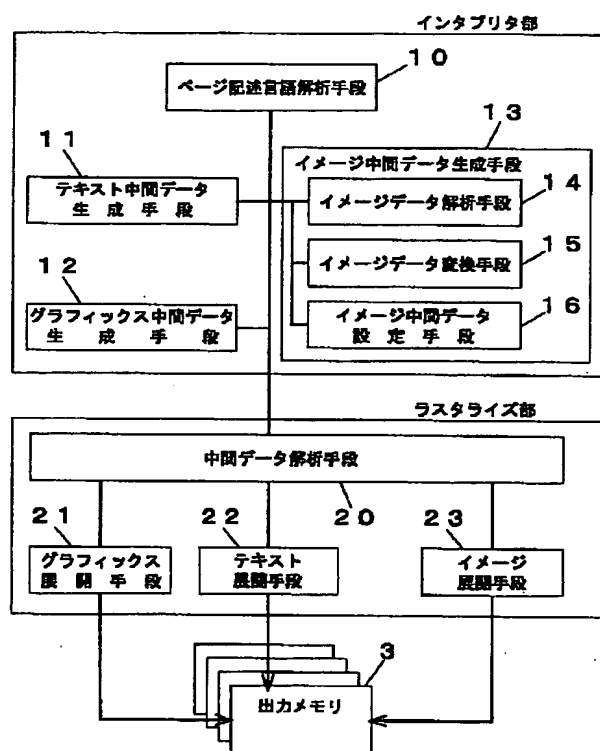 インタプリタ部
10
ページ記述言語解析手段
13
11
イメージ中間データ生成手段
14
テキスト中間データ
生成手段
イメージデータ解析手段
15
12
イメージデータ変換手段
16
グラフィックス中間データ
生成手段
イメージ中間データ
設定手段
ラスタライズ部
中間データ解析手段
21
22
20
23
グラフィックス
展開手段
テキスト
展開手段
イメージ
展開手段
3
出力メモリ